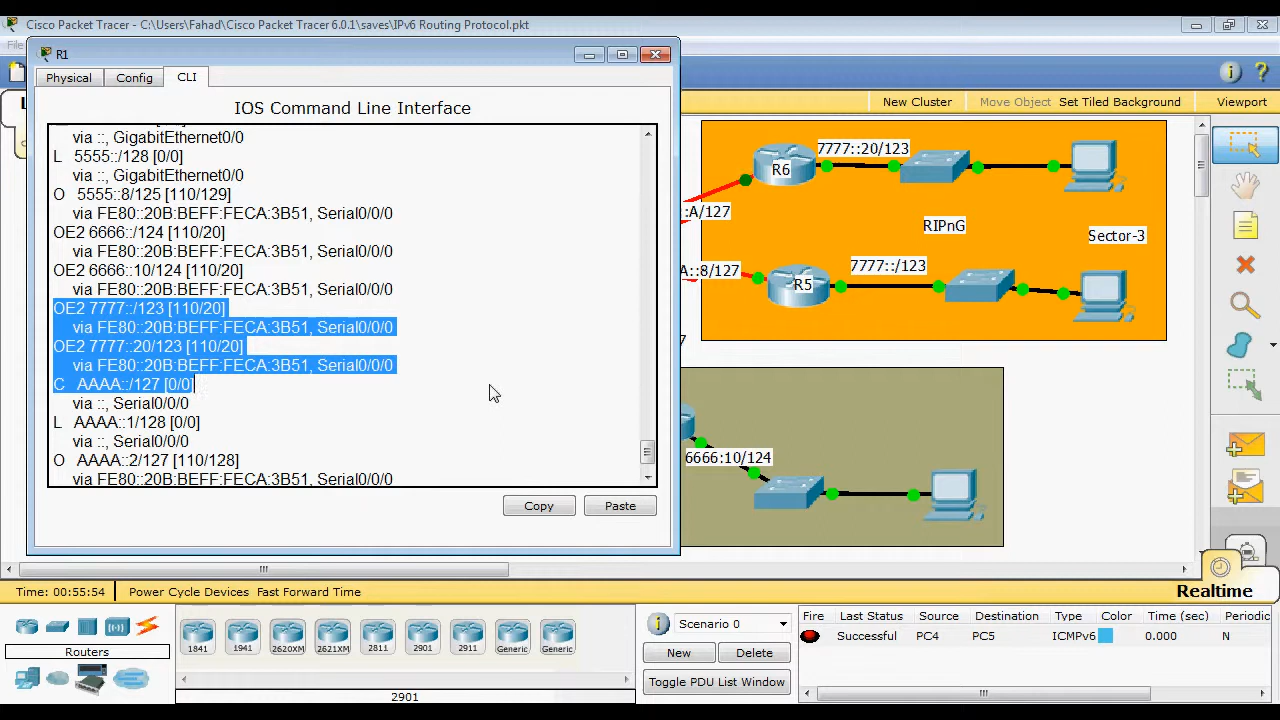 Cisco Packet Tracer - C:\Users\Fahad\Cisco Packet Tracer 6.0.1\saves\IPv6 Routing Protocol.pkt
File
R1
Physical Config CLI
IOS Command Line Interface
via ::, GigabitEthernet0/0
L 5555::/128 [0/0]
via ::, GigabitEthernet0/0
O 5555::8/125 [110/129]
via FE80::20B:BEFF:FECA:3B51, Serial0/0/0
OE2 6666::/124 [110/20]
via FE80::20B:BEFF:FECA:3B51, Serial0/0/0
OE2 6666::10/124 [110/20]
via FE80::20B:BEFF:FECA:3B51, Serial0/0/0
OE2 7777::/123 [110/20]
via FE80::20B:BEFF:FECA:3B51, Serial0/0/0
OE2 7777::20/123 [110/20]
via FE80::20B:BEFF:FECA:3B51, Serial0/0/0
C AAAA::/127 [0/0]
via ::, Serial0/0/0
L AAAA::1/128 [0/0]
via ::, Serial0/0/0
O AAAA::2/127 [110/128]
via FE80::20B:BEFF:FECA:3B51, Serial0/0/0
Copy Paste
New Cluster Move Object Set Tiled Background Viewport
7777::20/123
R6
::A/127
RIPnG
Sector-3
A::8/127
7777::/123
R5
6666:10/124
Time: 00:55:54 Power Cycle Devices Fast Forward Time
Realtime
Routers
1841 1941 2620XM 2621XM 2811 2901 2911 Generic Generic
2901
Scenario 0
New Delete
Toggle PDU List Window
Fire Last Status Source Destination Type Color Time (sec) Periodic
Successful PC4 PC5 ICMPv6 0.000 N